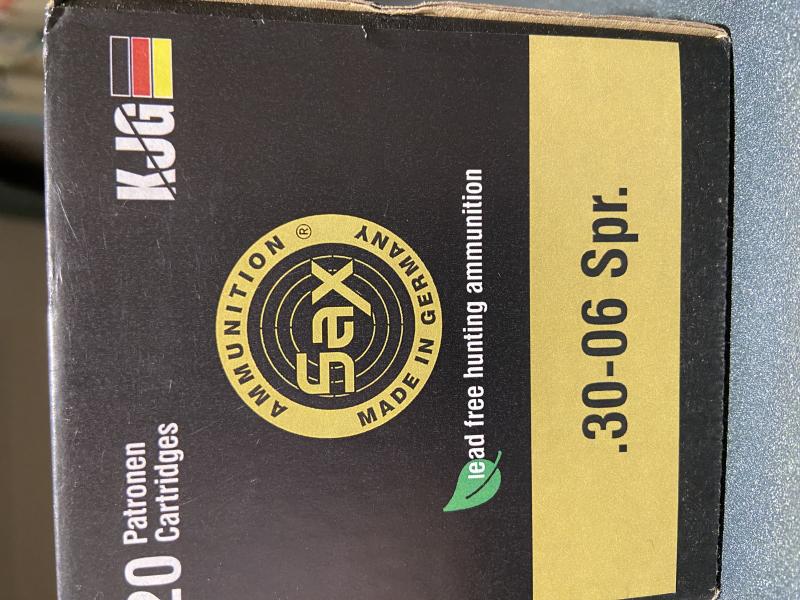 20 Patronen
Cartridges
KJG
AMMUNITION ®
Sax
MADE IN GERMANY
lead free hunting ammunition
.30-06 Spr.